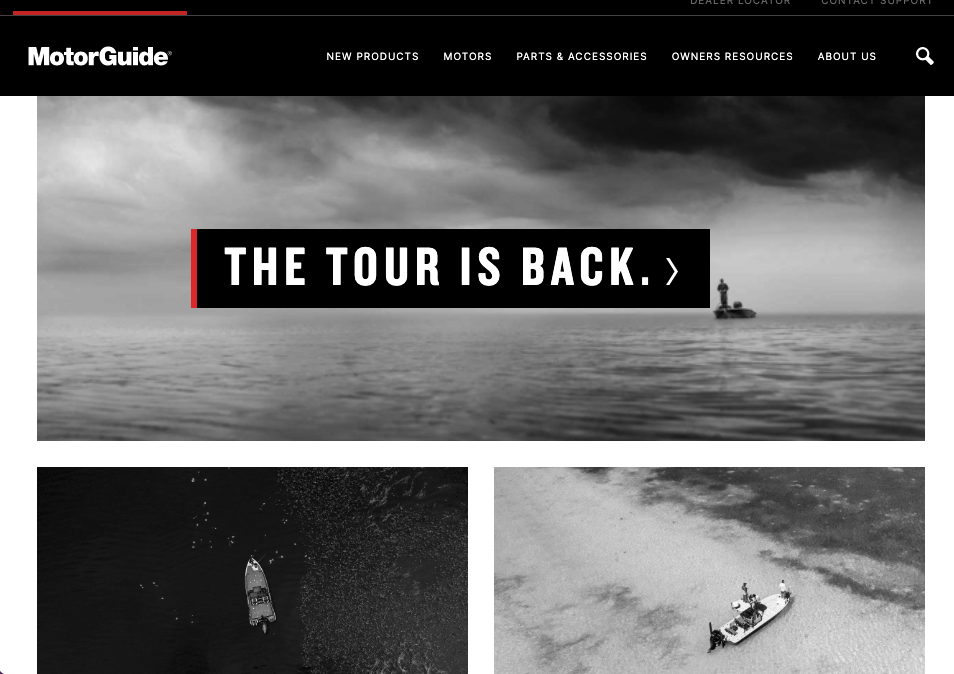 DEALER LOCATOR CONTACT SUPPORT
MotorGuide®
NEW PRODUCTS MOTORS PARTS & ACCESSORIES OWNERS RESOURCES ABOUT US
THE TOUR IS BACK. ›